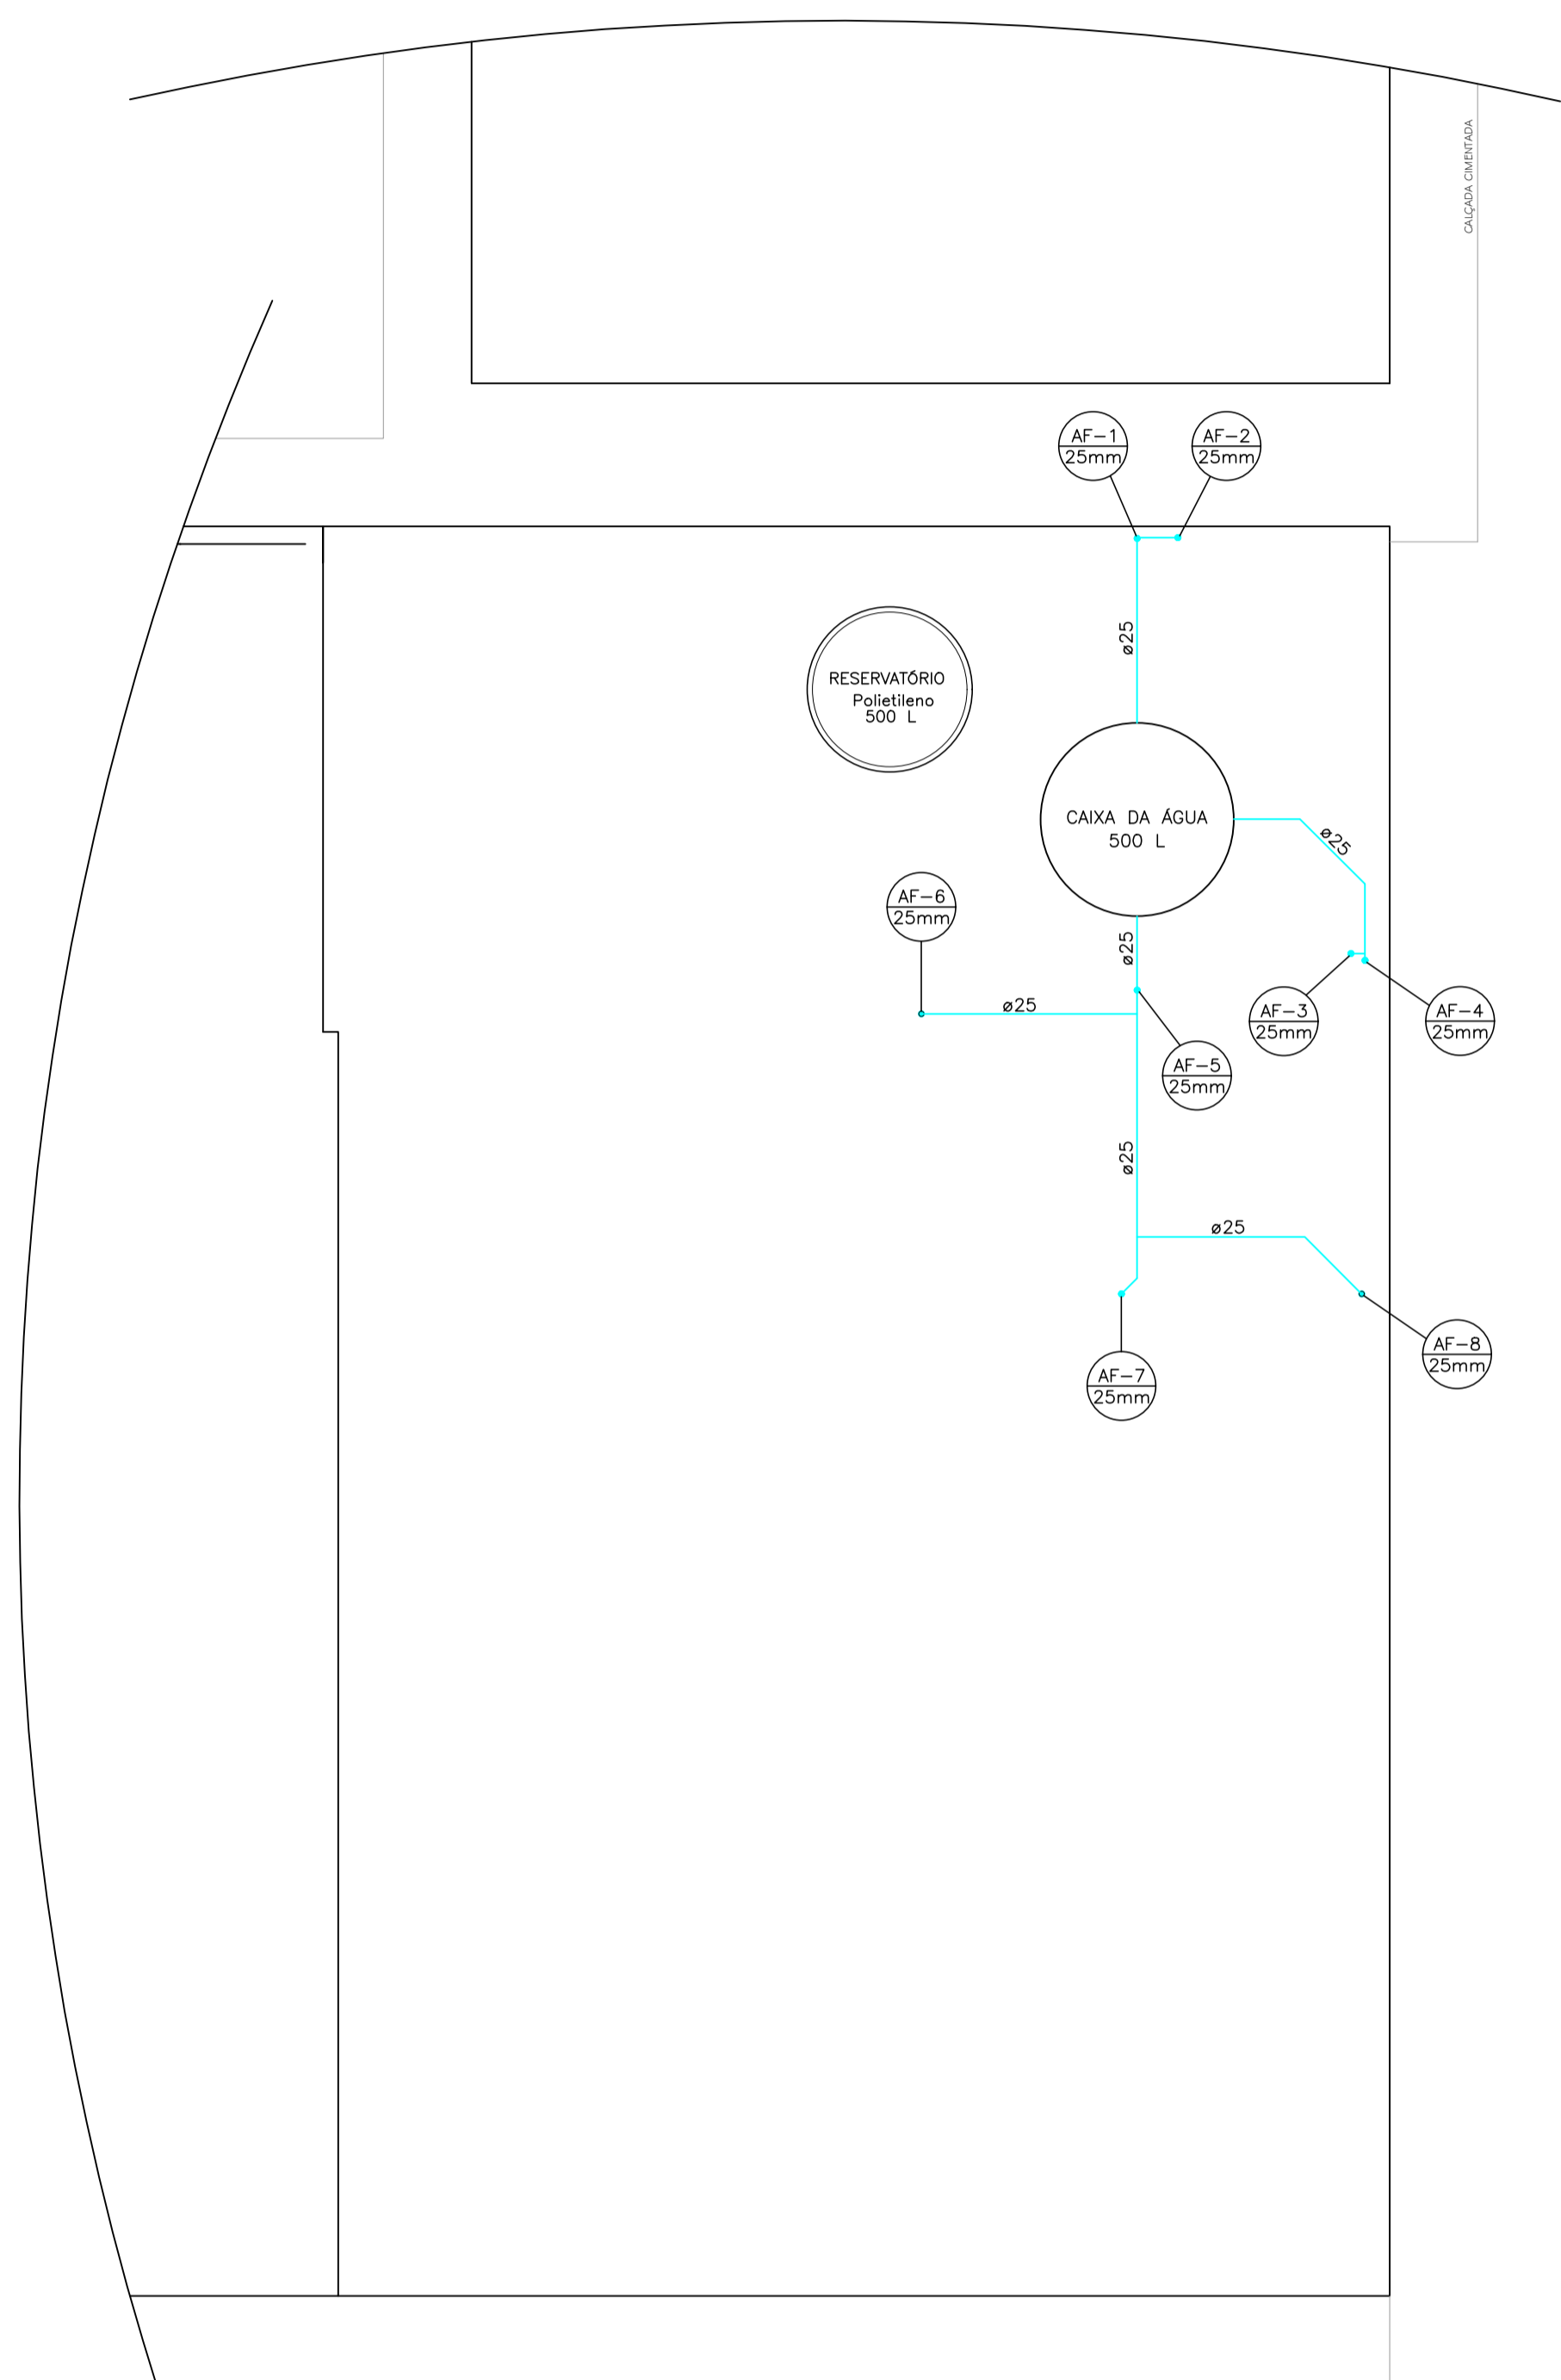 CALÇADA CIMENTADA
AF-1
25mm
AF-2
25mm
ø25
RESERVATÓRIO
Polietileno
500 L
CAIXA DA ÁGUA
500 L
ø25
AF-6
25mm
ø25
ø25
AF-3
25mm
AF-4
25mm
AF-5
25mm
ø25
ø25
AF-7
25mm
AF-8
25mm